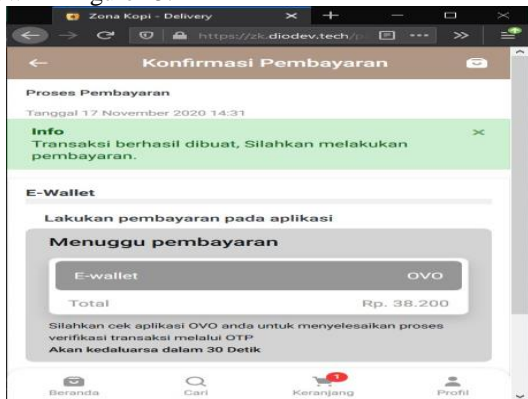 Zona Kopi - Delivery
https://zk.diodev.tech/p
Konfirmasi Pembayaran
Proses Pembayaran
Tanggal 17 November 2020 14:31
Info
Transaksi berhasil dibuat, Silahkan melakukan
pembayaran.
E-Wallet
Lakukan pembayaran pada aplikasi
Menuggu pembayaran
E-wallet OVO
Total Rp. 38.200
Silahkan cek aplikasi OVO anda untuk menyelesaikan proses
verifikasi transaksi melalui OTP
Akan kedaluarsa dalam 30 Detik
1
Beranda Cari Keranjang Profil